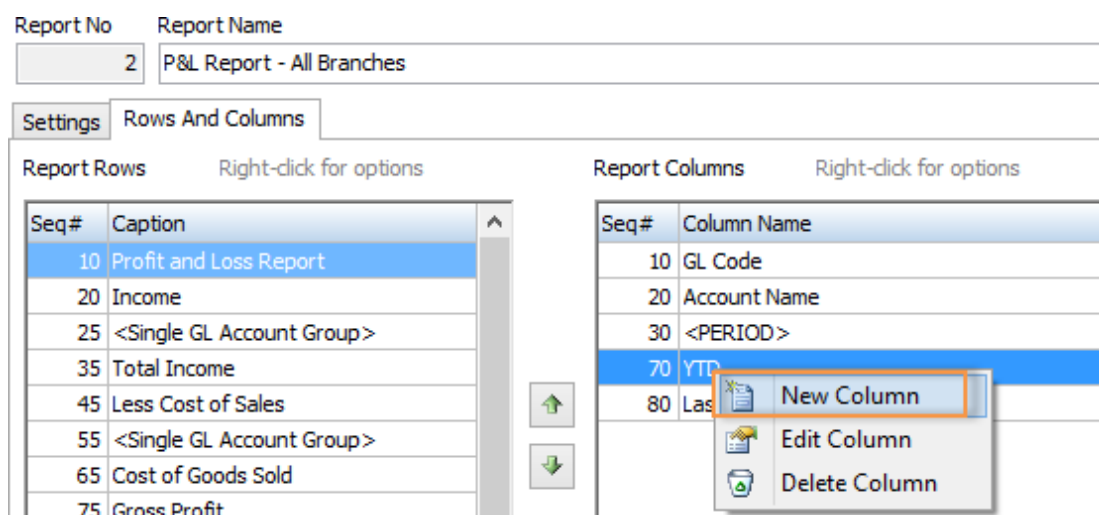 Report No Report Name
2 P&L Report - All Branches
Settings Rows And Columns
Report Rows Right-click for options
Seq# Caption
10 Profit and Loss Report
20 Income
25 <Single GL Account Group>
35 Total Income
45 Less Cost of Sales
55 <Single GL Account Group>
65 Cost of Goods Sold
75 Gross Profit
Report Columns Right-click for options
Seq# Column Name
10 GL Code
20 Account Name
30 <PERIOD>
70 YTD
80 Las
New Column
Edit Column
Delete Column